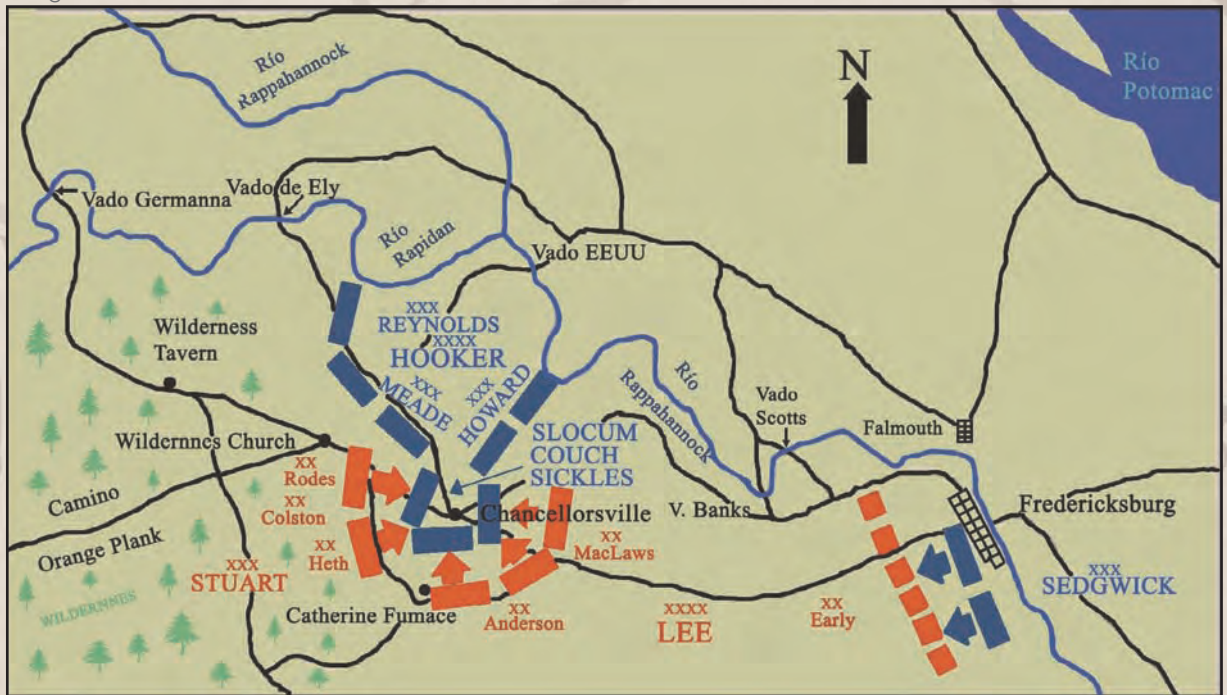 Río
Rappahannock
N
Río
Potomac
Vado Germanna
Vado de Ely
Río
Rapidan
Vado EEUU
Wilderness
Tavern
xxx
REYNOLDS
xxxx
HOOKER
xxx
MEADE
xxx
HOWARD
Río
Rappahannock
Vado
Scotts
Falmouth
Wildernnes Church
SLOCUM
COUCH
SICKLES
xx
Rodes
Camino
xx
Colston
Chancellorsville
V. Banks
Fredericksburg
Orange Plank
xx
Heth
xx
MacLaws
xxx
STUART
xxx
SEDGWICK
WILDERNNES
Catherine Fumace
xx
Anderson
xxxx
LEE
xx
Early